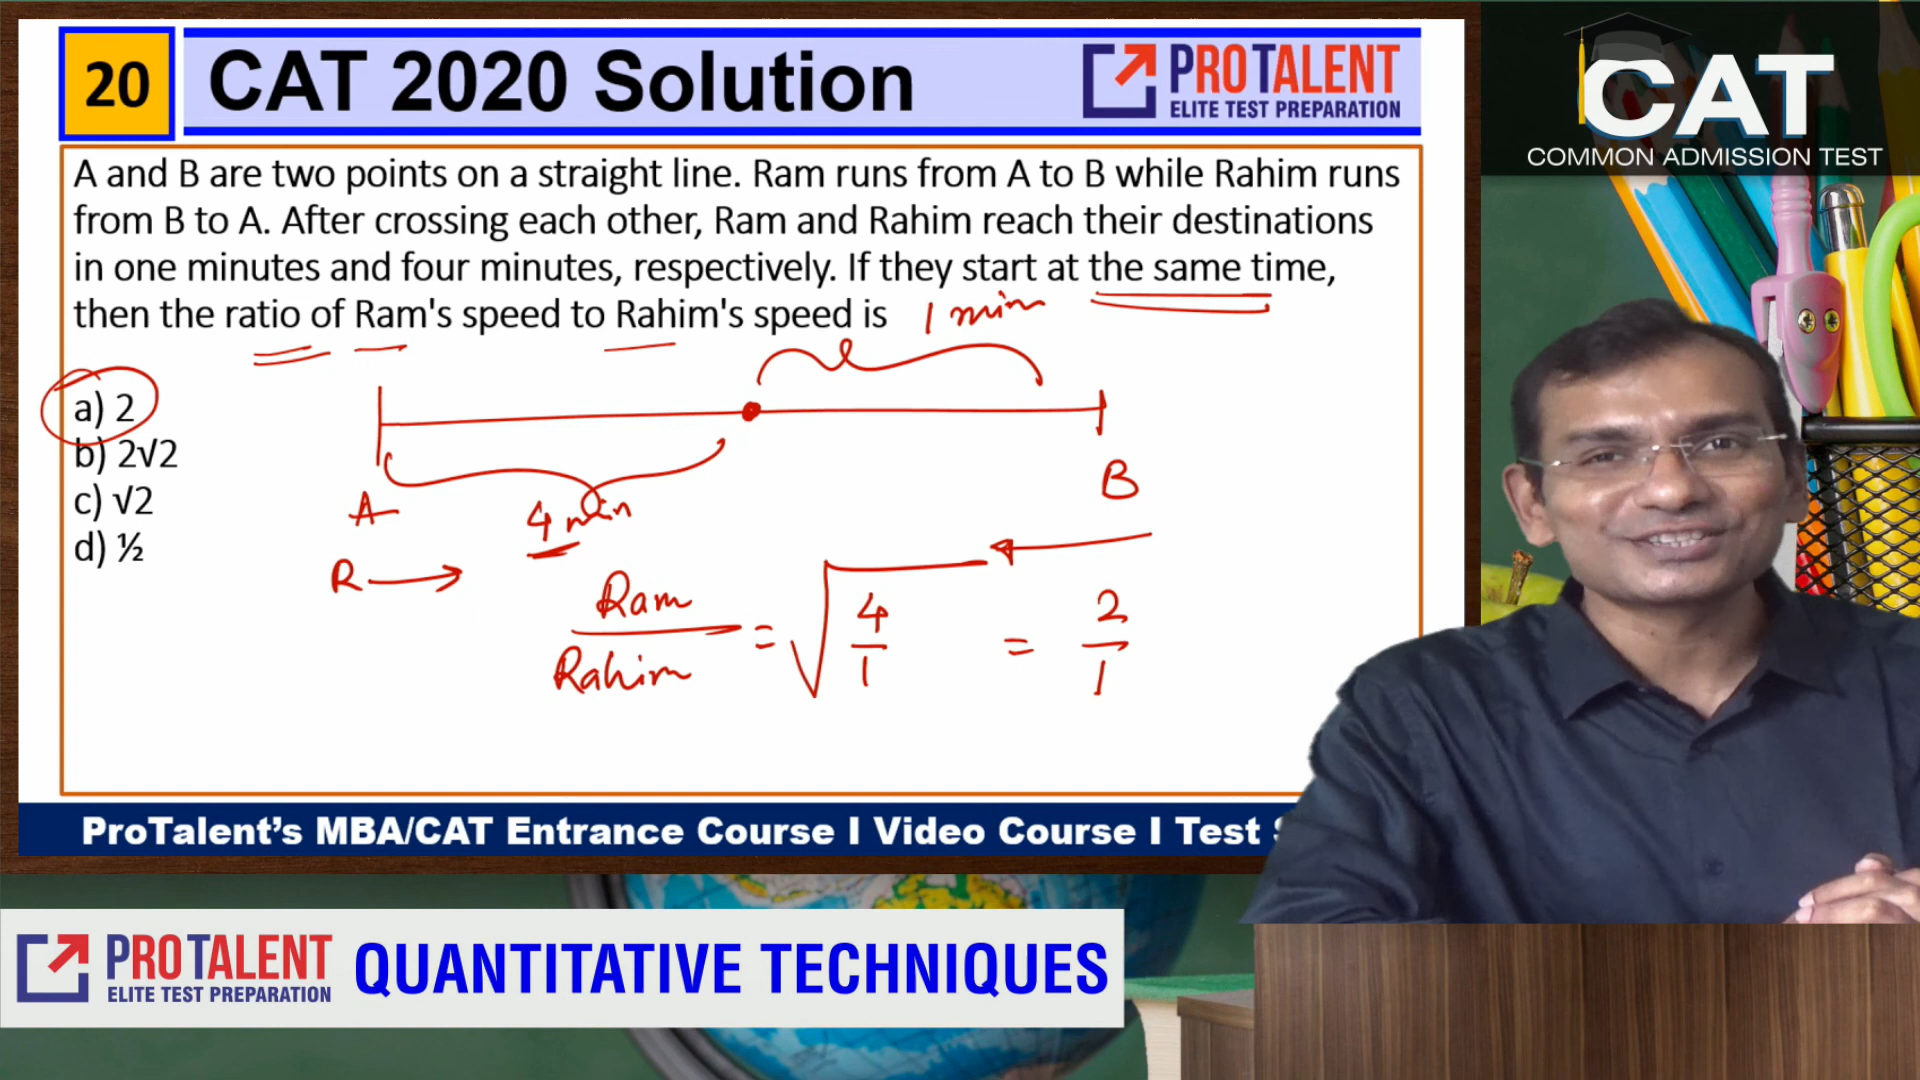 20
CAT 2020 Solution
PROTALENT
ELITE TEST PREPARATION
CAT
COMMON ADMISSION TEST
A and B are two points on a straight line. Ram runs from A to B while Rahim runs
from B to A. After crossing each other, Ram and Rahim reach their destinations
in one minutes and four minutes, respectively. If they start at the same time,
then the ratio of Ram's speed to Rahim's speed is
1 min
a) 2
b) 2√2
c) √2
d) ½
A
4 min
B
R
Ram
Rahim
= √
4
1
=
2
1
ProTalent’s MBA/CAT Entrance Course I Video Course I Test
PROTALENT
ELITE TEST PREPARATION
QUANTITATIVE TECHNIQUES